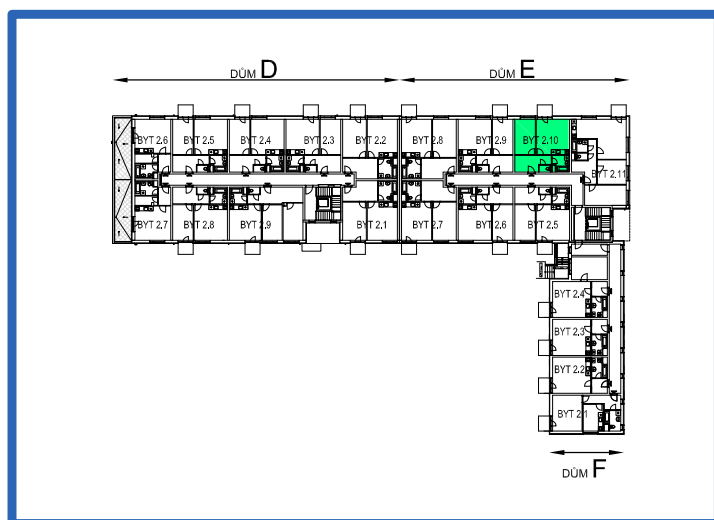 DŮM D DŮM E
BYT 2.6 BYT 2.5 BYT 2.4 BYT 2.3 BYT 2.2 BYT 2.8 BYT 2.9 BYT 2.10
BYT 2.11
BYT 2.7 BYT 2.8 BYT 2.9 BYT 2.1 BYT 2.7 BYT 2.6 BYT 2.5
BYT 2.4
BYT 2.3
BYT 2.2
BYT 2.1
DŮM F